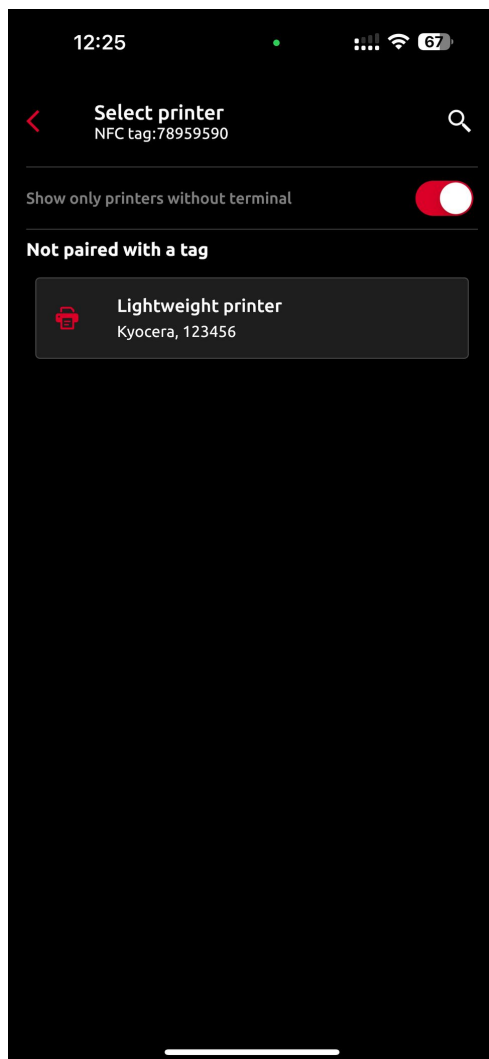 12:25
67
Select printer
NFC tag:78959590
Show only printers without terminal
Not paired with a tag
Lightweight printer
Kyocera, 123456